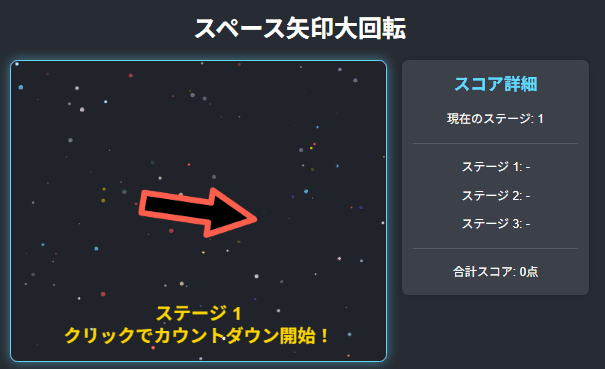 スペース矢印大回転
ステージ 1
クリックでカウントダウン開始！
スコア詳細
現在のステージ: 1
ステージ 1: -
ステージ 2: -
ステージ 3: -
合計スコア: 0点